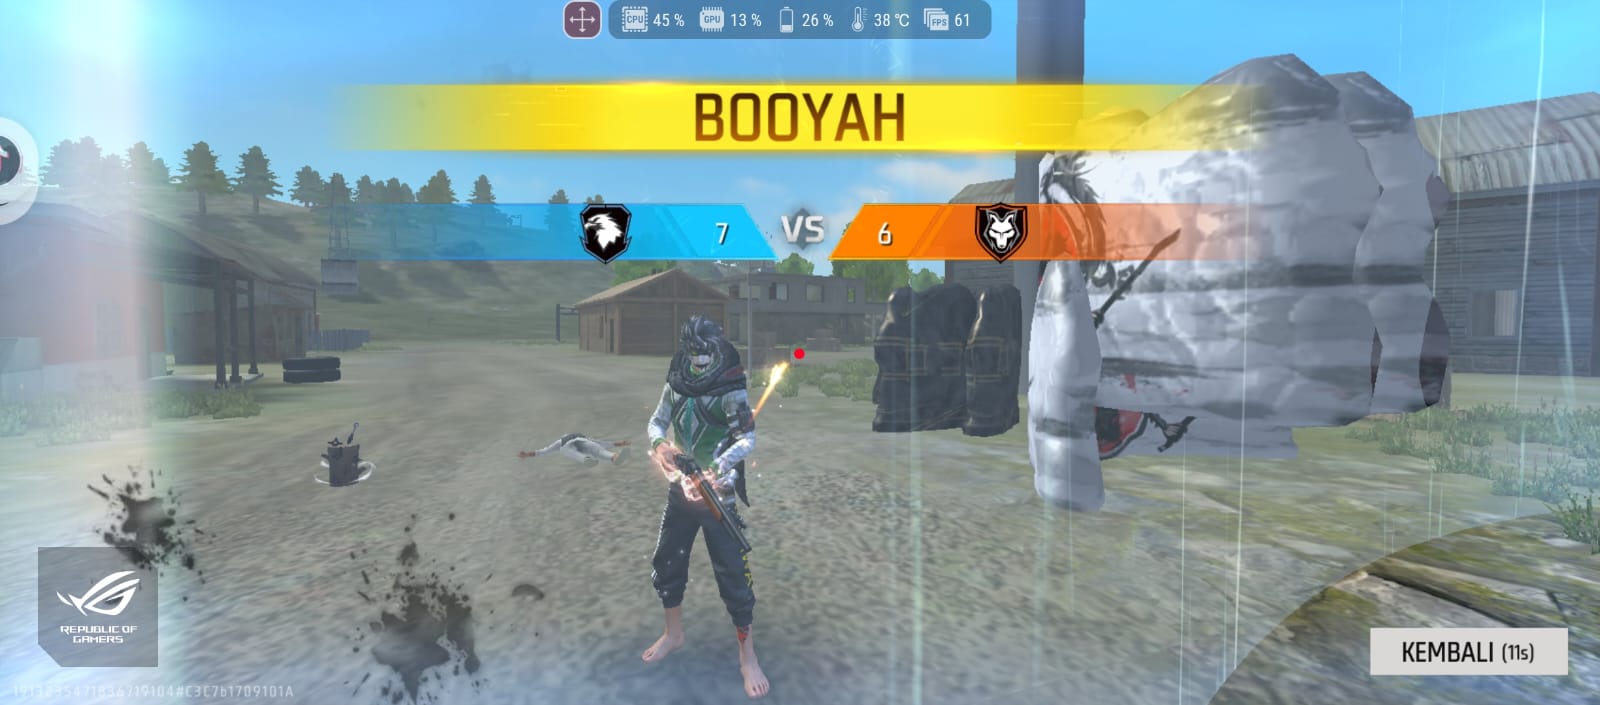 CPU 45 % GPU 13 % 26 % 38 °C FPS 61
BOOYAH
7 VS 6
REPUBLIC OF
GAMERS
KEMBALI (11s)